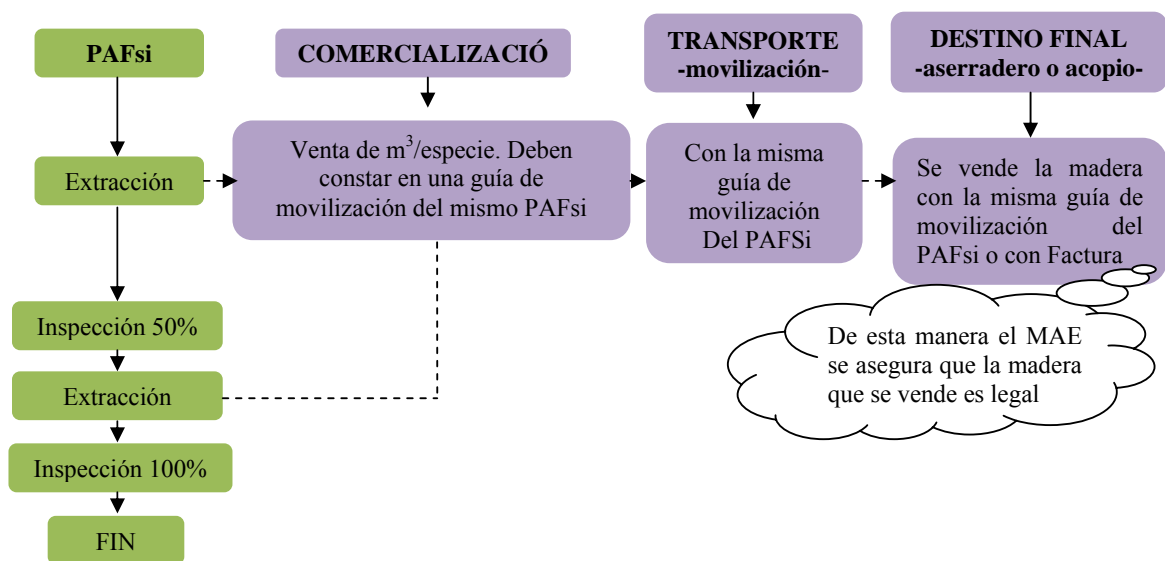 PAFsi
COMERCIALIZACIÓ
TRANSPORTE
-movilización-
DESTINO FINAL
-aserradero o acopio-
Extracción
Venta de m³/especie. Deben
constar en una guía de
movilización del mismo PAFsi
Con la misma
guía de
movilización
Del PAFSi
Se vende la madera
con la misma guía de
movilización del
PAFsi o con Factura
Inspección 50%
Extracción
Inspección 100%
FIN
De esta manera el MAE
se asegura que la madera
que se vende es legal